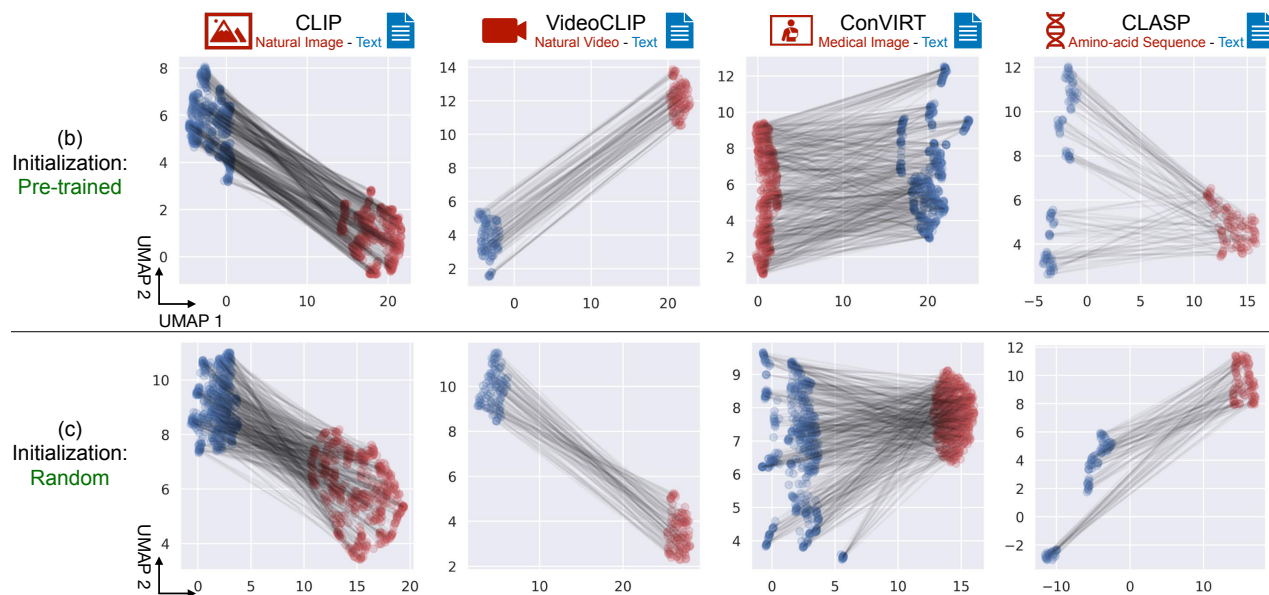 CLIP
Natural Image - Text
VideoCLIP
Natural Video - Text
ConVIRT
Medical Image - Text
CLASP
Amino-acid Sequence - Text
(b)
Initialization:
Pre-trained
8
6
4
2
0
0 10 20
UMAP 2
UMAP 1
14
12
10
8
6
4
2
0 10 20
12
10
8
6
4
2
0 10 20
12
10
8
6
4
−5 0 5 10 15
(c)
Initialization:
Random
10
8
6
4
0 5 10 15 20
UMAP 2
10
8
6
4
2
10 20
9
8
7
6
5
4
0 5 10 15
12
10
8
6
4
2
0
−2
−10 0 10